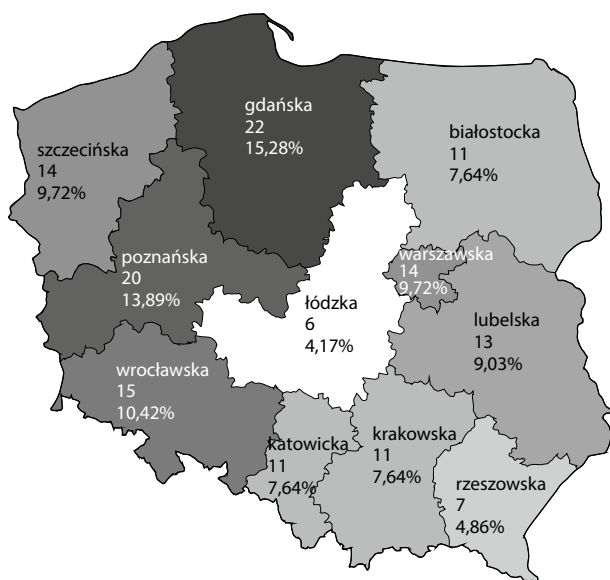 gdańska
22
15,28%
białostocka
11
7,64%
szczecińska
14
9,72%
poznańska
20
13,89%
warszawska
14
9,72%
łódzka
6
4,17%
lubelska
13
9,03%
wrocławska
15
10,42%
katowicka
11
7,64%
krakowska
11
7,64%
rzeszowska
7
4,86%